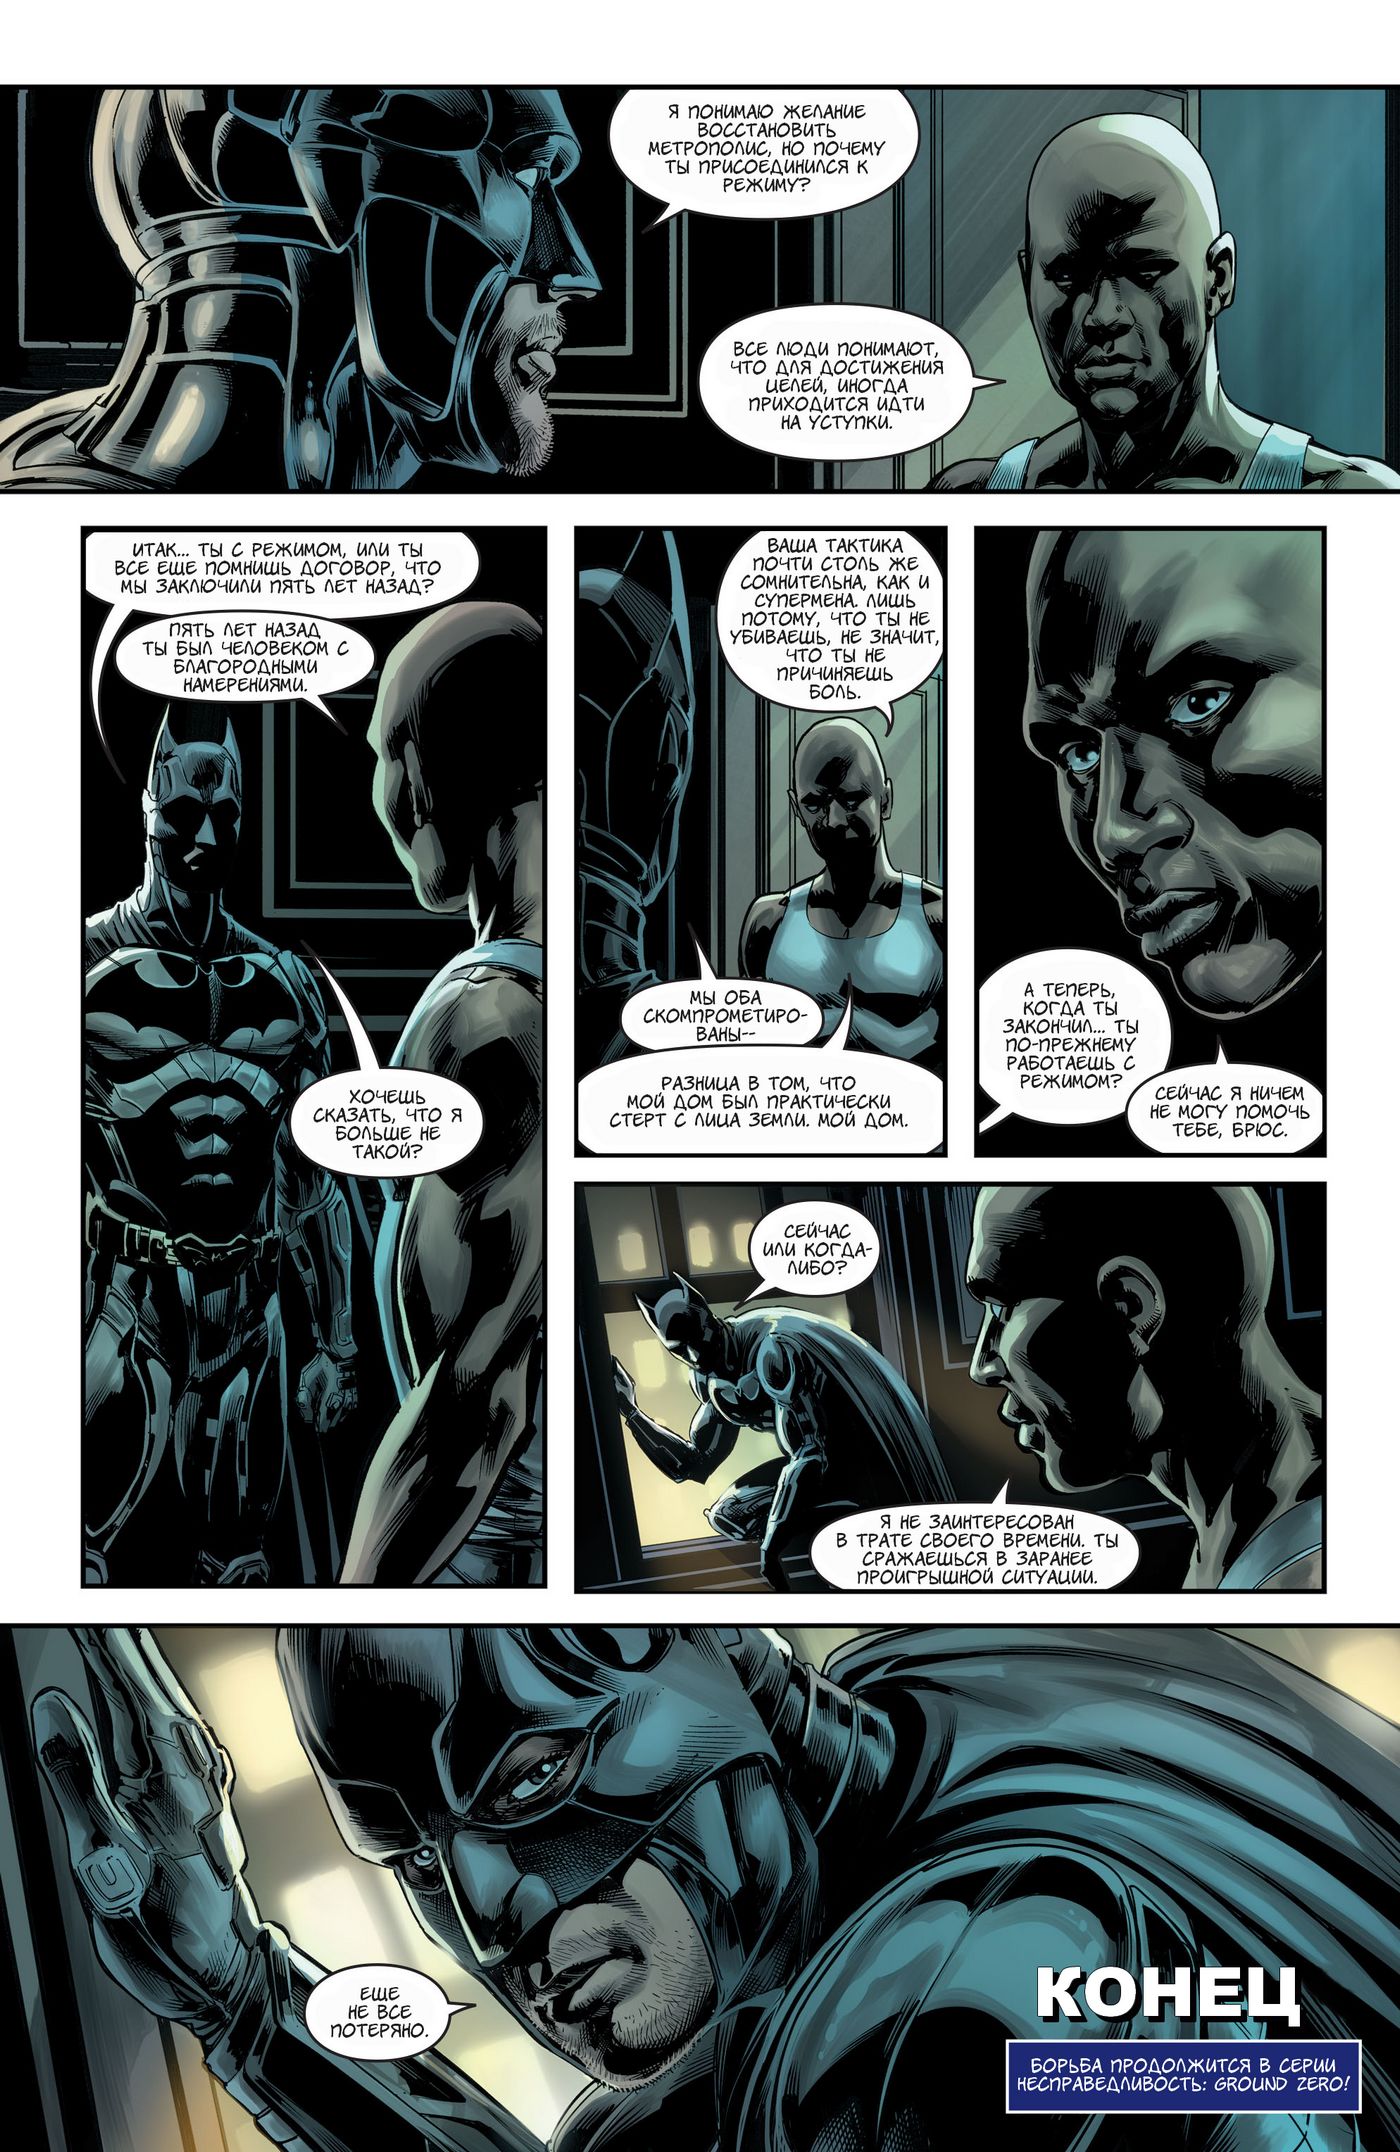 Я ПОНИМАЮ ЖЕЛАНИЕ
ВОССТАНОВИТЬ
МЕТРОПОЛИС, НО ПОЧЕМУ
ТЫ ПРИСОЕДИНИЛСЯ К
РЕЖИМУ?
ВСЕ ЛЮДИ ПОНИМАЮТ,
ЧТО ДЛЯ ДОСТИЖЕНИЯ
ЦЕЛЕЙ, ИНОГДА
ПРИХОДИТСЯ ИДТИ
НА УСТУПКИ.
ИТАК... ТЫ С РЕЖИМОМ, ИЛИ ТЫ
ВСЕ ЕЩЕ ПОМНИШЬ ДОГОВОР, ЧТО
МЫ ЗАКЛЮЧИЛИ ПЯТЬ ЛЕТ НАЗАД?
ПЯТЬ ЛЕТ НАЗАД
ТЫ БЫЛ ЧЕЛОВЕКОМ С
БЛАГОРОДНЫМИ
НАМЕРЕНИЯМИ.
ХОЧЕШЬ
СКАЗАТЬ, ЧТО Я
БОЛЬШЕ НЕ
ТАКОЙ?
ВАША ТАКТИКА
ПОЧТИ СТОЛЬ ЖЕ
СОМНИТЕЛЬНА, КАК И
СУПЕРМЕНА. ЛИШЬ
ПОТОМУ, ЧТО ТЫ НЕ
УБИВАЕШЬ, НЕ ЗНАЧИТ,
ЧТО ТЫ НЕ
ПРИЧИНЯЕШЬ
БОЛЬ.
МЫ ОБА
СКОМПРОМЕТИРО-
ВАНЫ--
РАЗНИЦА В ТОМ, ЧТО
МОЙ ДОМ БЫЛ ПРАКТИЧЕСКИ
СТЕРТ С ЛИЦА ЗЕМЛИ. МОЙ ДОМ.
А ТЕПЕРЬ,
КОГДА ТЫ
ЗАКОНЧИЛ... ТЫ
ПО-ПРЕЖНЕМУ
РАБОТАЕШЬ С
РЕЖИМОМ?
СЕЙЧАС Я НИЧЕМ
НЕ МОГУ ПОМОЧЬ
ТЕБЕ, БРЮС.
СЕЙЧАС
ИЛИ КОГДА-
ЛИБО?
Я НЕ ЗАИНТЕРЕСОВАН
В ТРАТЕ СВОЕГО ВРЕМЕНИ. ТЫ
СРАЖАЕШЬСЯ В ЗАРАНЕЕ
ПРОИГРЫШНОЙ СИТУАЦИИ.
ЕЩЕ
НЕ ВСЕ
ПОТЕРЯНО.
КОНЕЦ
БОРЬБА ПРОДОЛЖИТСЯ В СЕРИИ
НЕСПРАВЕДЛИВОСТЬ: GROUND ZERO!